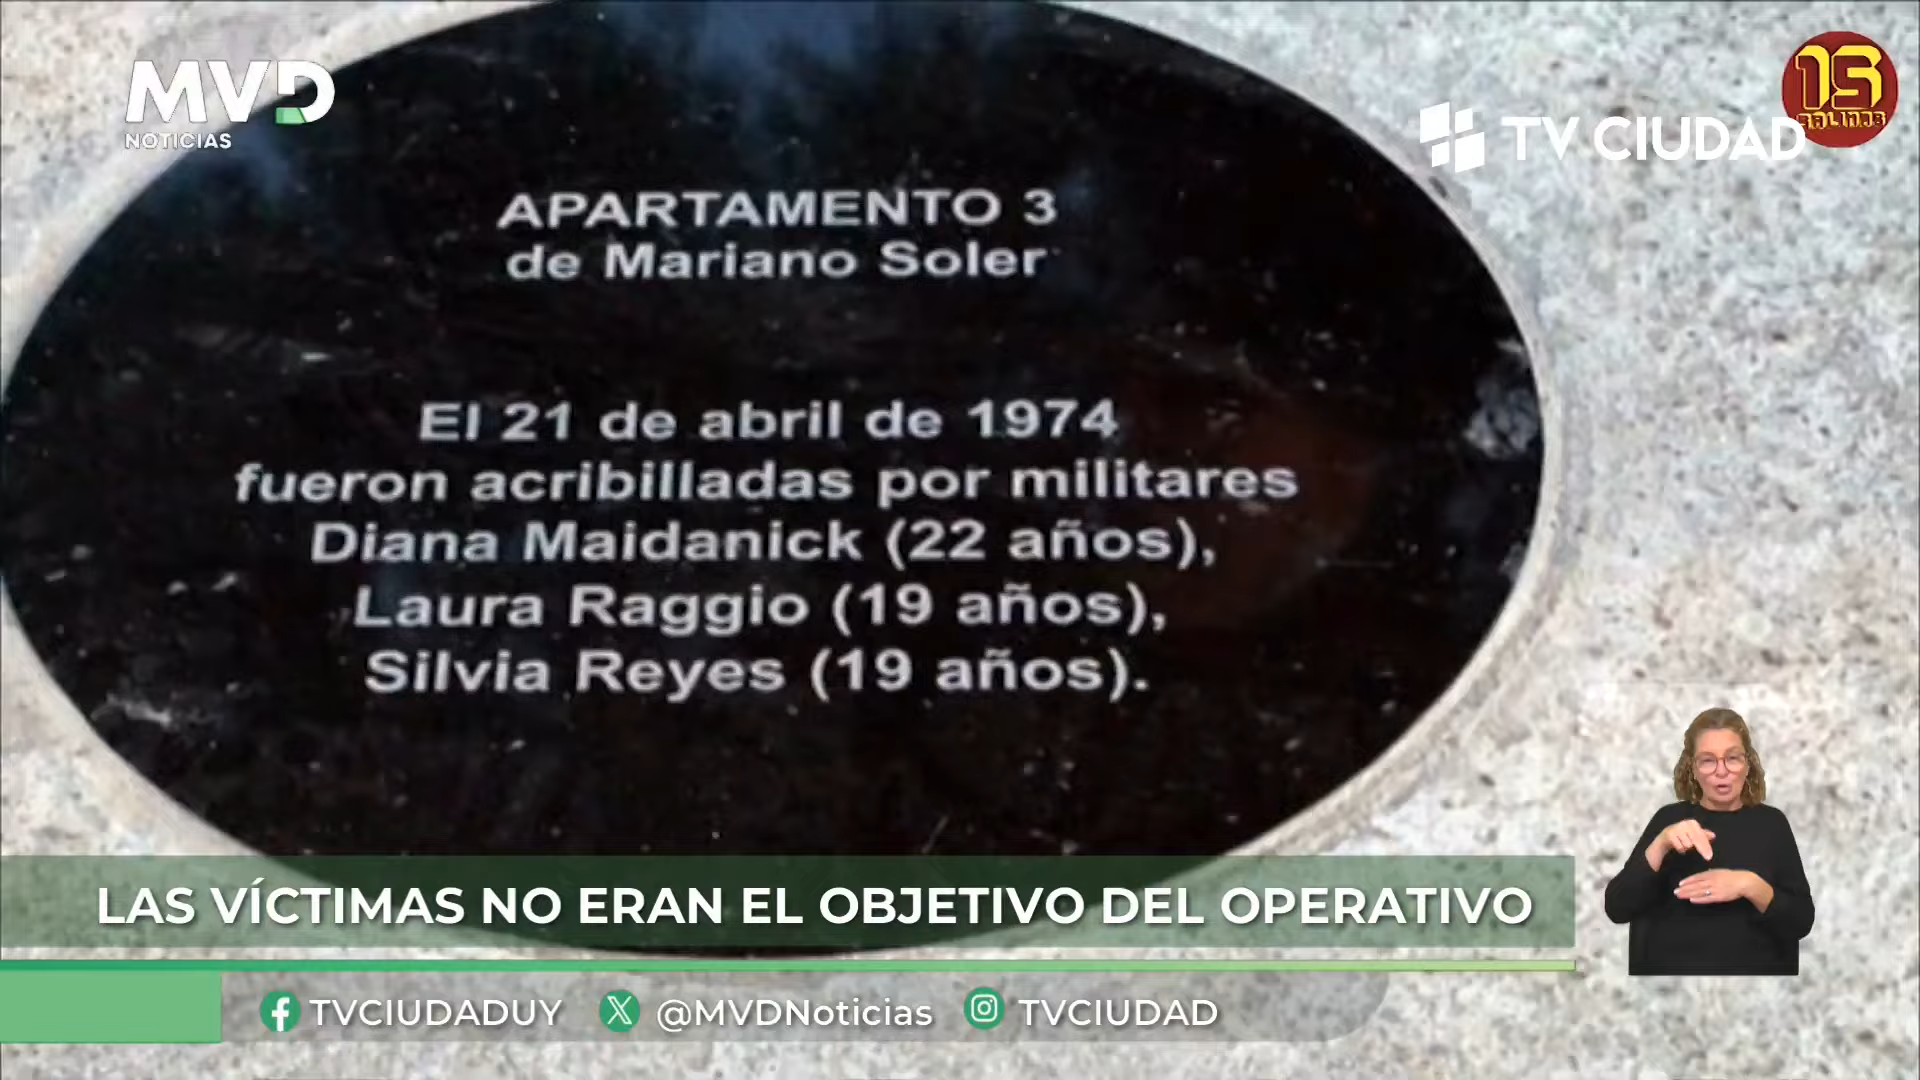 MVD
NOTICIAS
TV CIUDAD
15
SALINAS
APARTAMENTO 3
de Mariano Soler
El 21 de abril de 1974
fueron acribilladas por militares
Diana Maidanick (22 años),
Laura Raggio (19 años),
Silvia Reyes (19 años).
LAS VÍCTIMAS NO ERAN EL OBJETIVO DEL OPERATIVO
TVCIUDADUY @MVDNoticias TVCIUDAD